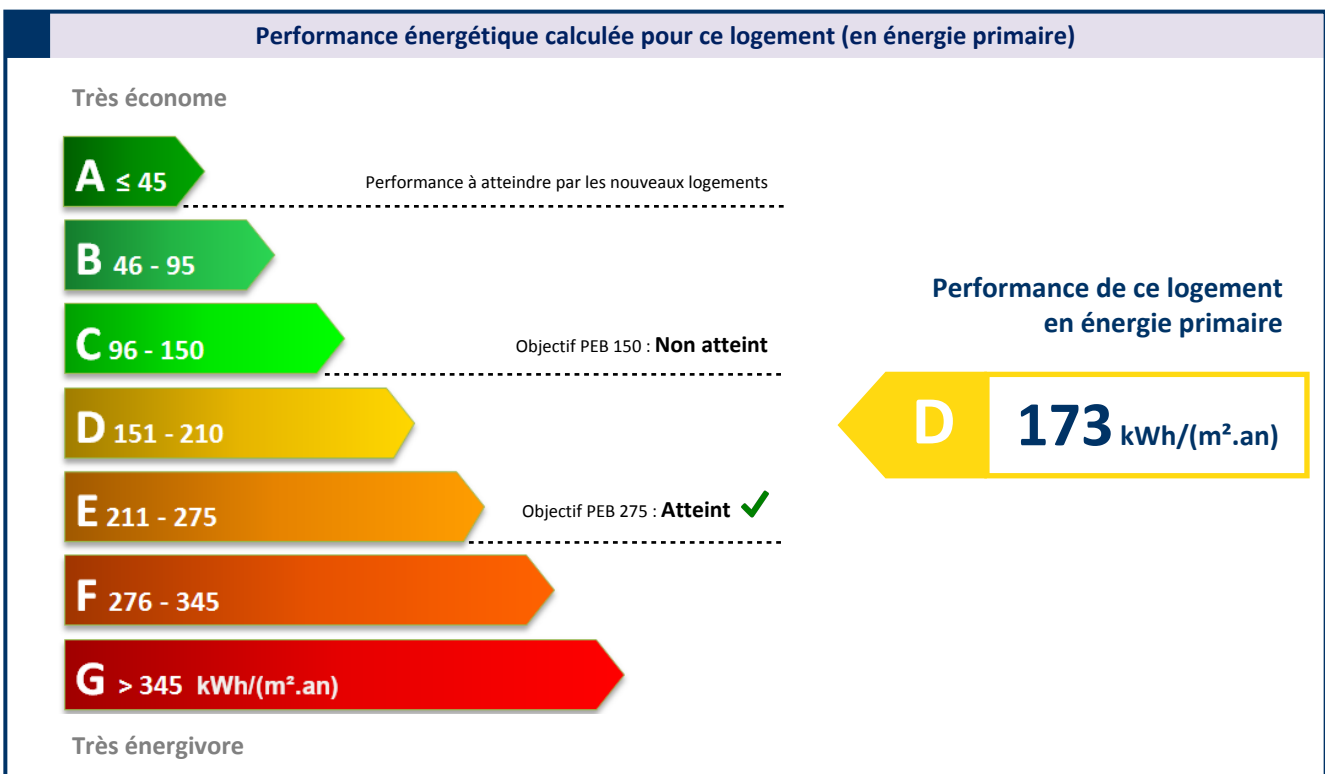 Performance énergétique calculée pour ce logement (en énergie primaire)
Très économe
A ≤ 45
Performance à atteindre par les nouveaux logements
B 46 - 95
C 96 - 150
Objectif PEB 150 : Non atteint
D 151 - 210
E 211 - 275
Objectif PEB 275 : Atteint ✓
F 276 - 345
G > 345 kWh/(m².an)
Très énergivore
Performance de ce logement
en énergie primaire
D 173 kWh/(m².an)